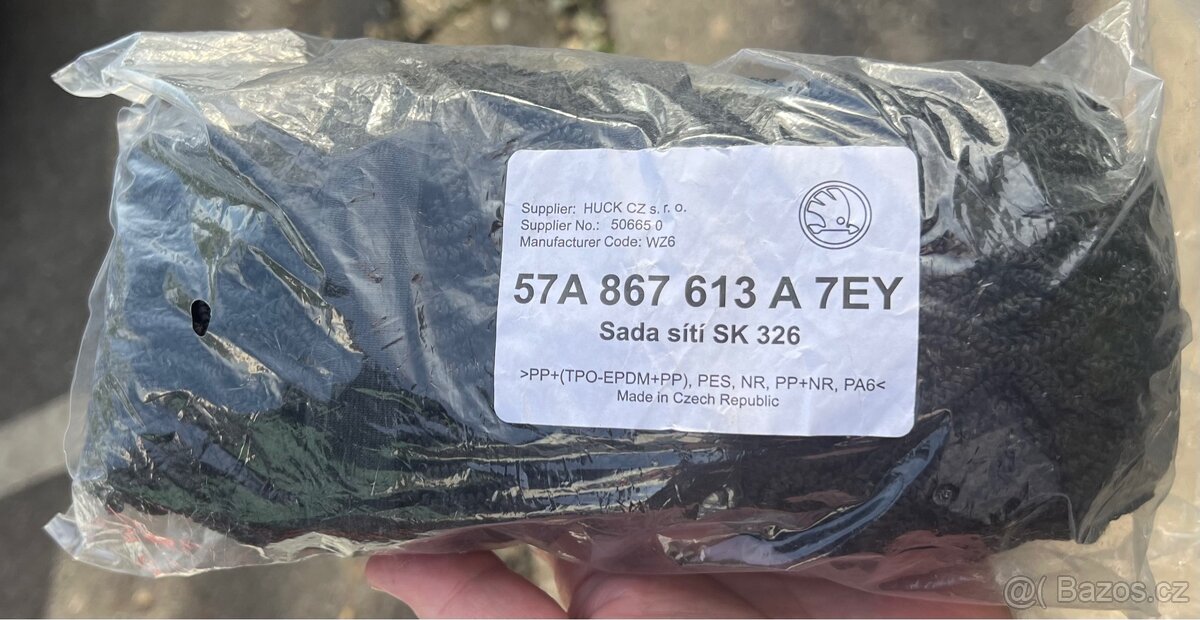 Supplier: HUCK CZ s. r. o.
Supplier No.: 50665 0
Manufacturer Code: WZ6
57A 867 613 A 7EY
Sada sítí SK 326
>PP+(TPO-EPDM+PP), PES, NR, PP+NR, PA6<
Made in Czech Republic
@( Bazos.cz